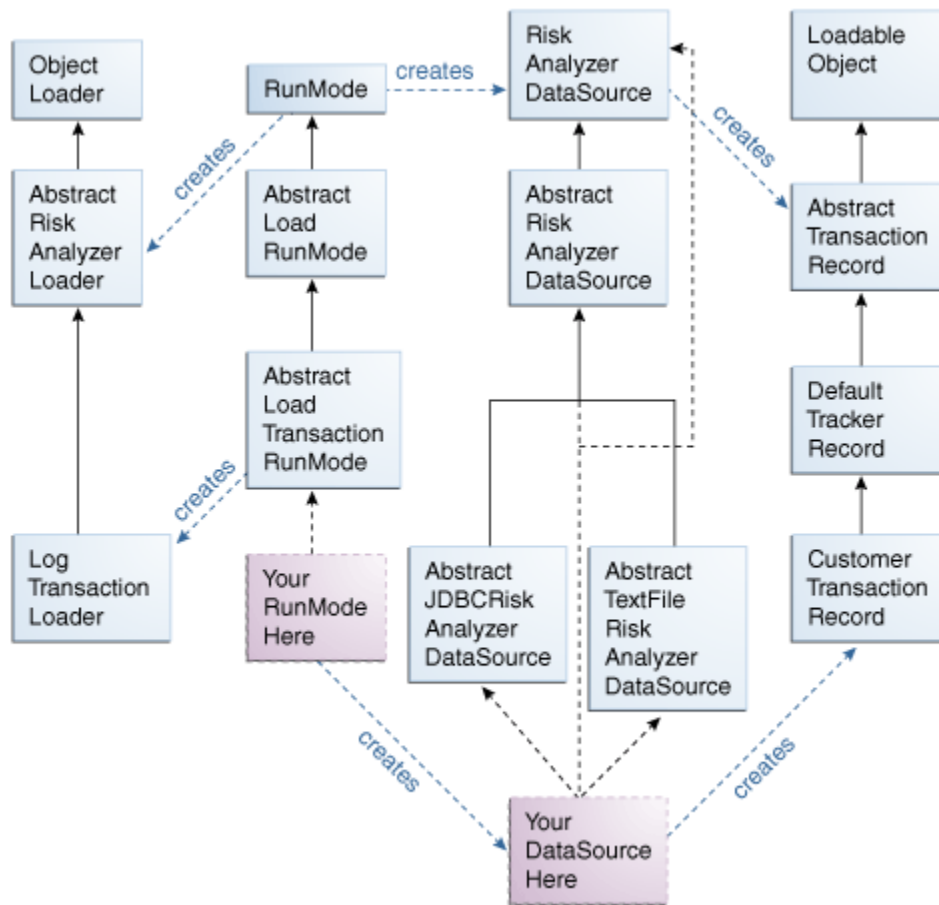 Object
Loader
RunMode
creates
Risk
Analyzer
DataSource
Loadable
Object
creates
creates
Abstract
Risk
Analyzer
Loader
Abstract
Load
RunMode
Abstract
Risk
Analyzer
DataSource
Abstract
Transaction
Record
Abstract
Load
Transaction
RunMode
Default
Tracker
Record
creates
Log
Transaction
Loader
Your
RunMode
Here
Abstract
JDBCRisk
Analyzer
DataSource
Abstract
TextFile
Risk
Analyzer
DataSource
Customer
Transaction
Record
creates
creates
Your
DataSource
Here